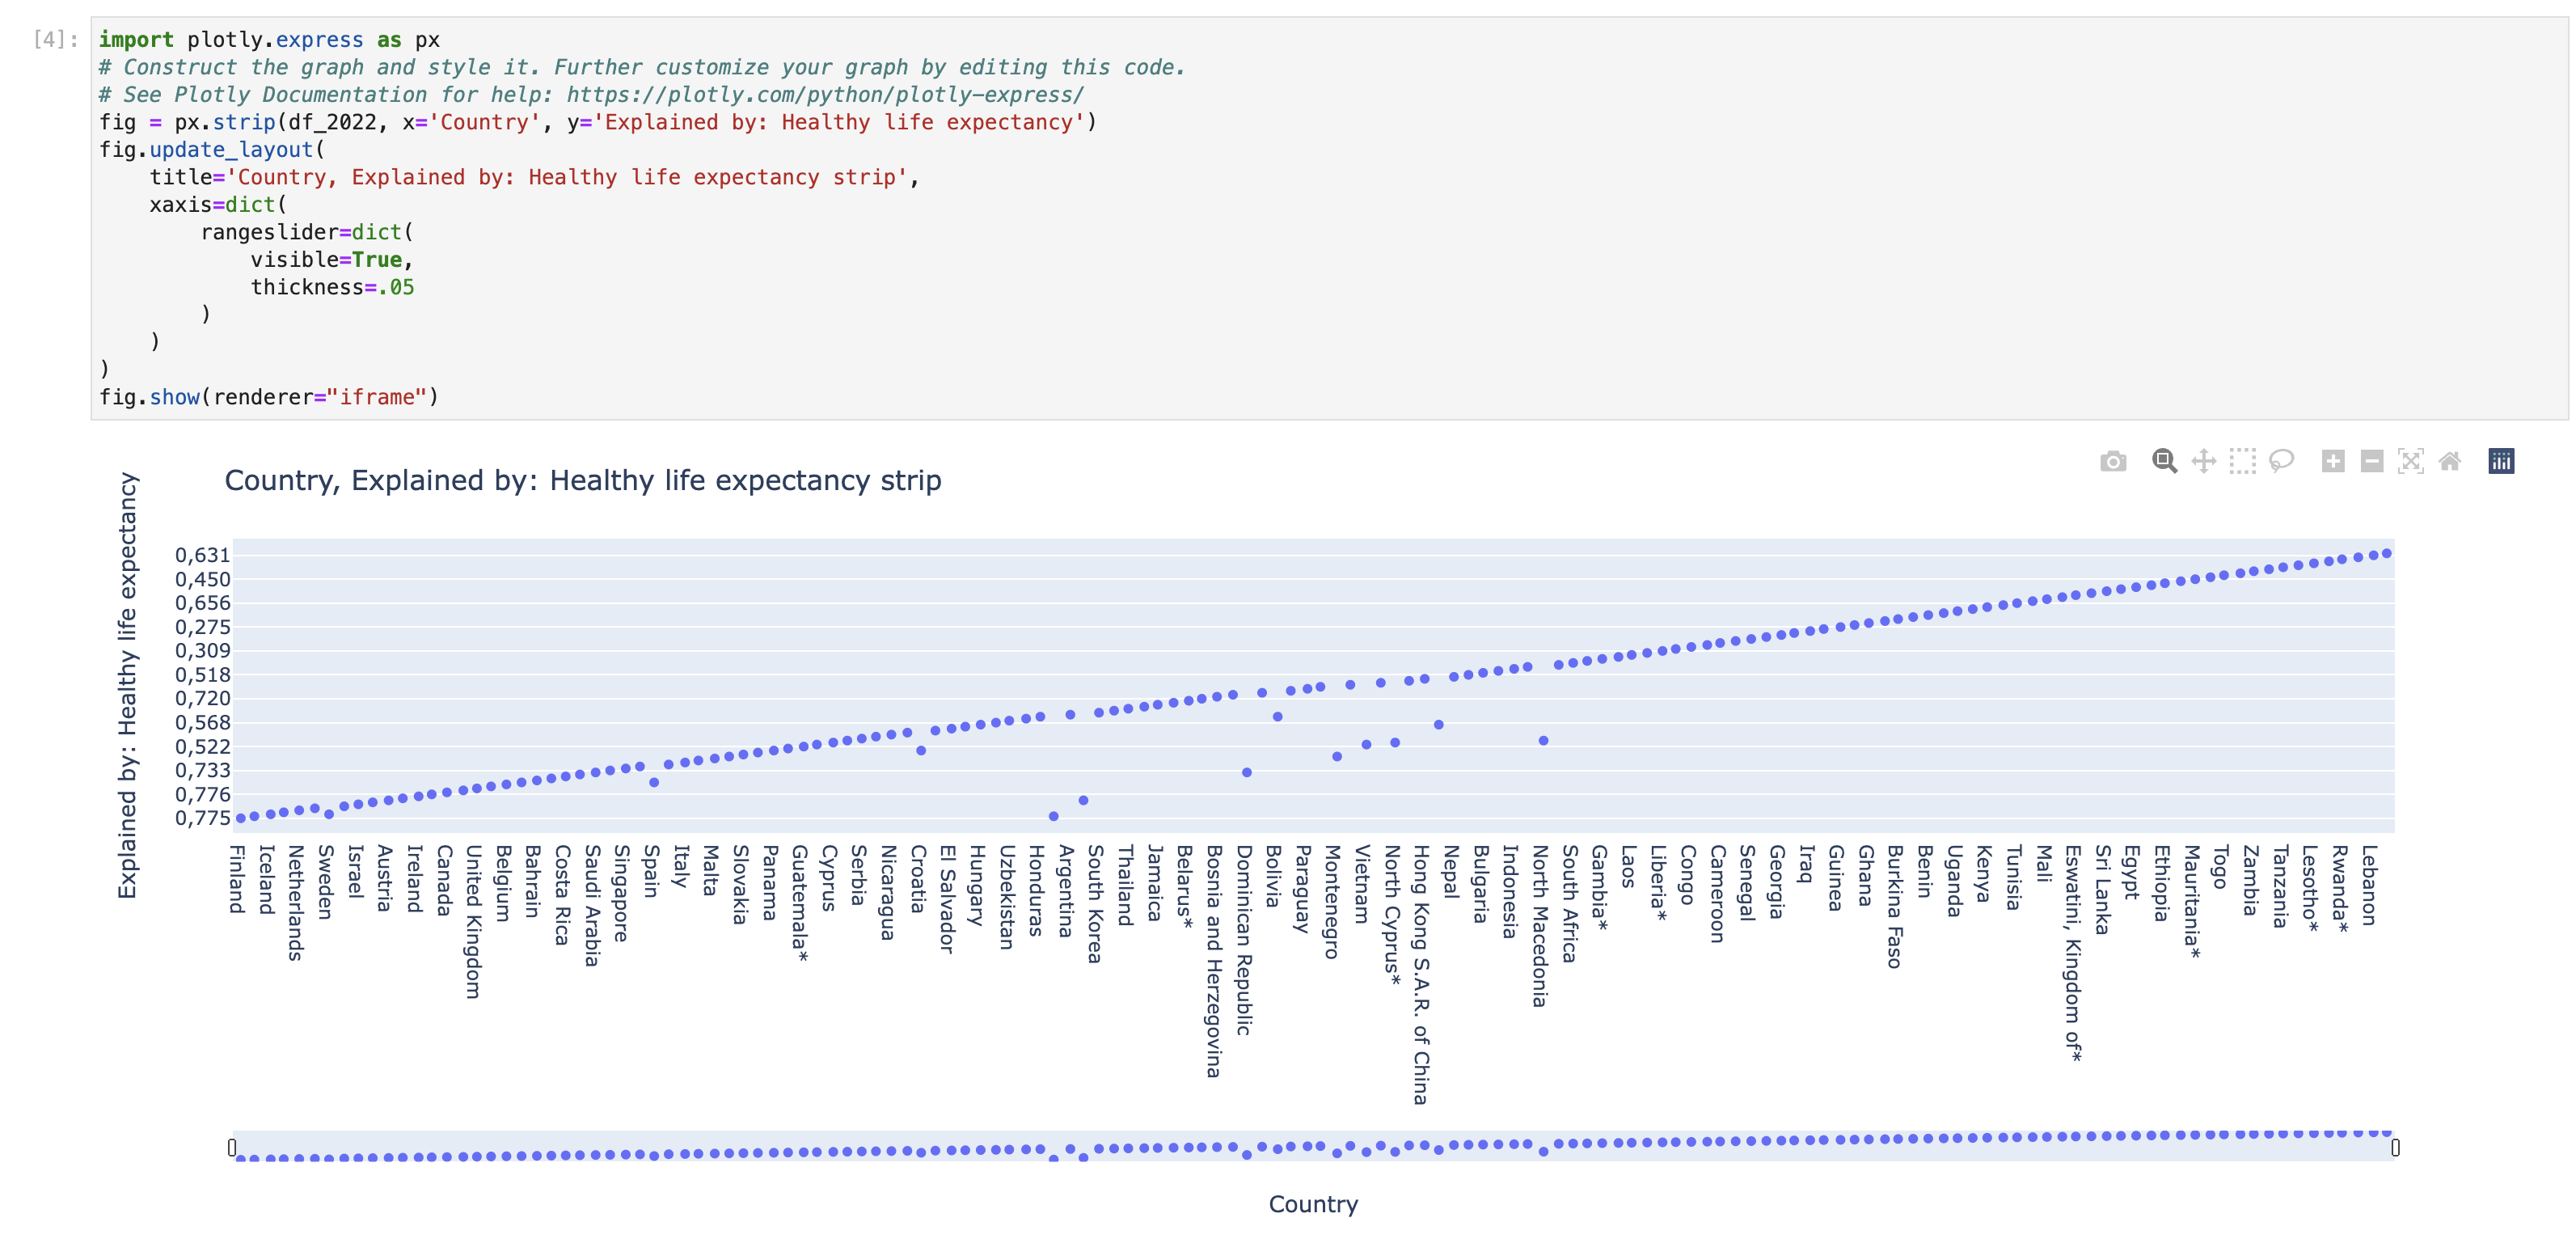 [4]:
import plotly.express as px
# Construct the graph and style it. Further customize your graph by editing this code.
# See Plotly Documentation for help: https://plotly.com/python/plotly-express/
fig = px.strip(df_2022, x='Country', y='Explained by: Healthy life expectancy')
fig.update_layout(
    title='Country, Explained by: Healthy life expectancy strip',
    xaxis=dict(
        rangeslider=dict(
            visible=True,
            thickness=.05
        )
    )
)
fig.show(renderer="iframe")
Country, Explained by: Healthy life expectancy strip
Explained by: Healthy life expectancy
0,631
0,450
0,656
0,275
0,309
0,518
0,720
0,568
0,522
0,733
0,776
0,775
Finland
Iceland
Netherlands
Sweden
Israel
Austria
Ireland
Canada
United Kingdom
Belgium
Bahrain
Costa Rica
Saudi Arabia
Singapore
Spain
Italy
Malta
Slovakia
Panama
Guatemala*
Cyprus
Serbia
Nicaragua
Croatia
El Salvador
Hungary
Uzbekistan
Honduras
Argentina
South Korea
Thailand
Jamaica
Belarus*
Bosnia and Herzegovina
Dominican Republic
Bolivia
Paraguay
Montenegro
Vietnam
North Cyprus*
Hong Kong S.A.R. of China
Nepal
Bulgaria
Indonesia
North Macedonia
South Africa
Gambia*
Laos
Liberia*
Congo
Cameroon
Senegal
Georgia
Iraq
Guinea
Ghana
Burkina Faso
Benin
Uganda
Kenya
Tunisia
Mali
Eswatini, Kingdom of*
Sri Lanka
Egypt
Ethiopia
Mauritania*
Togo
Zambia
Tanzania
Lesotho*
Rwanda*
Lebanon
Country